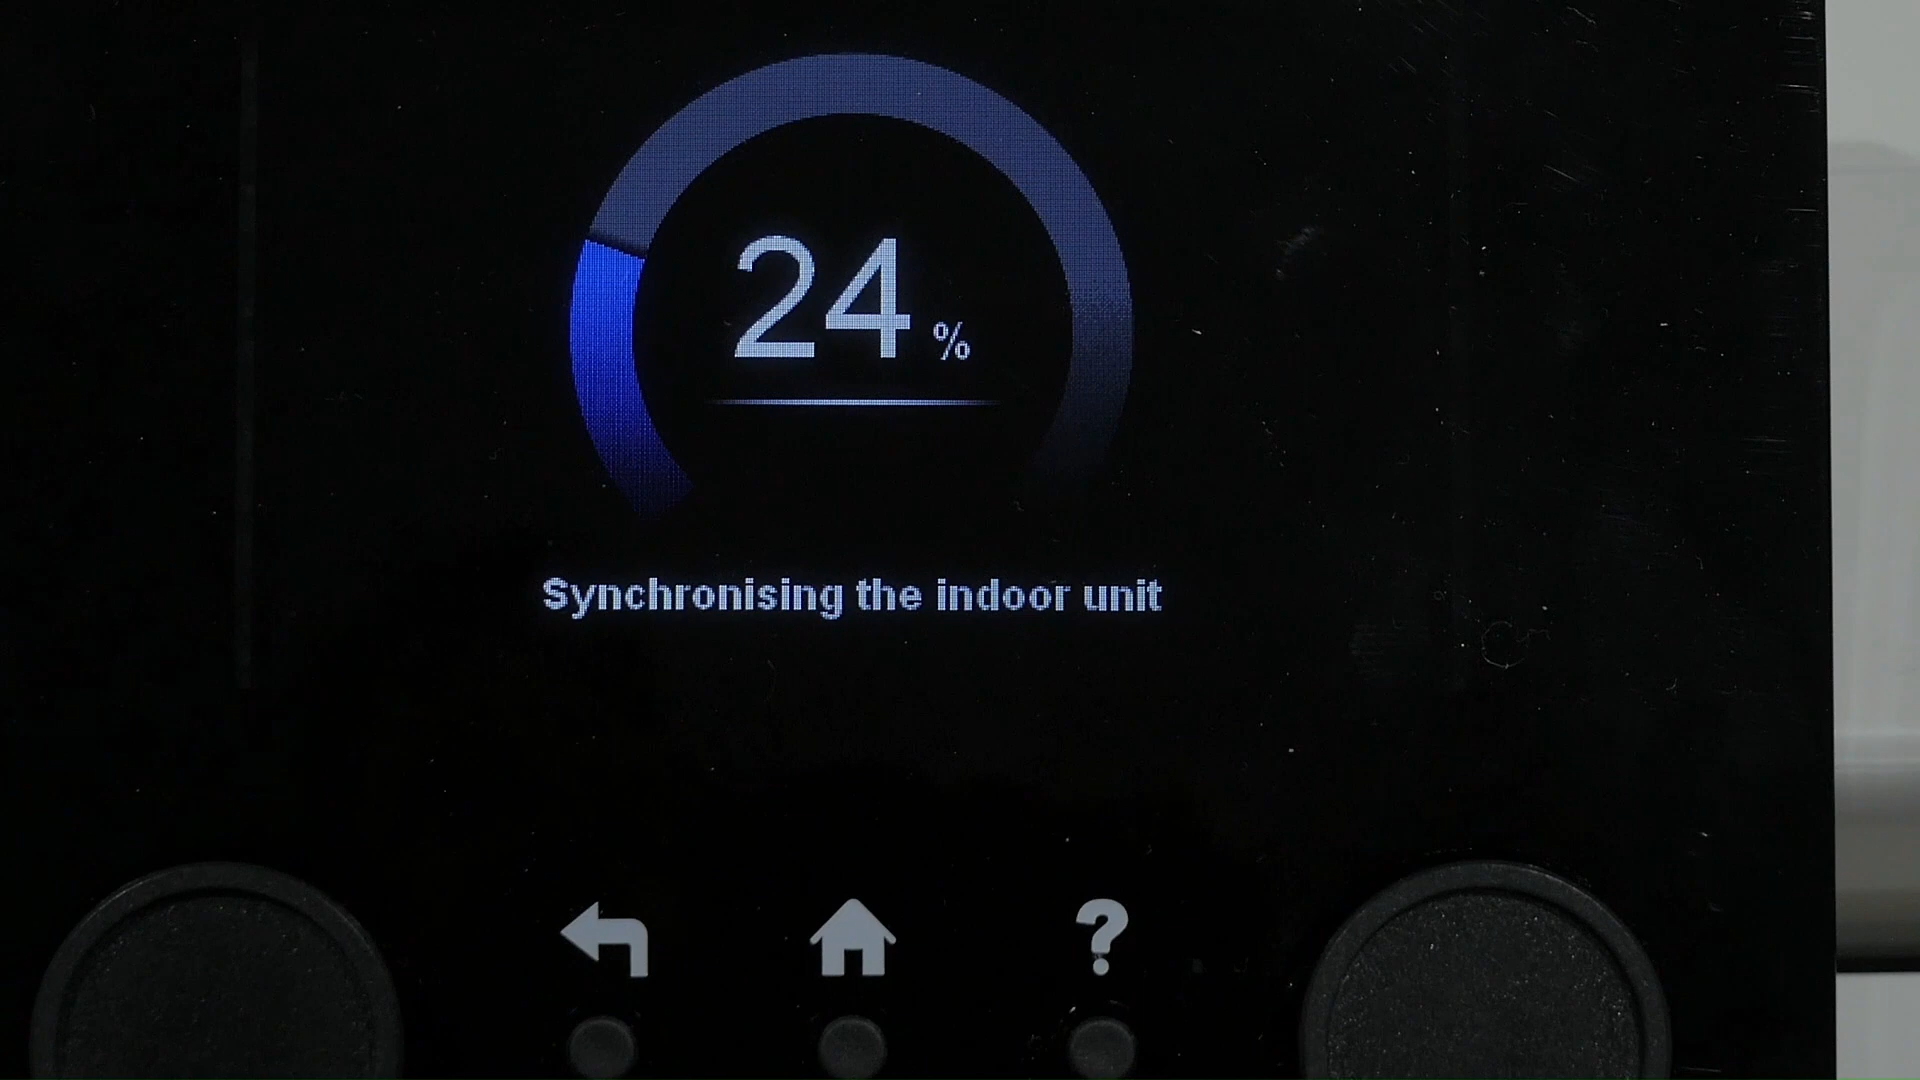 24 %
Synchronising the indoor unit
?